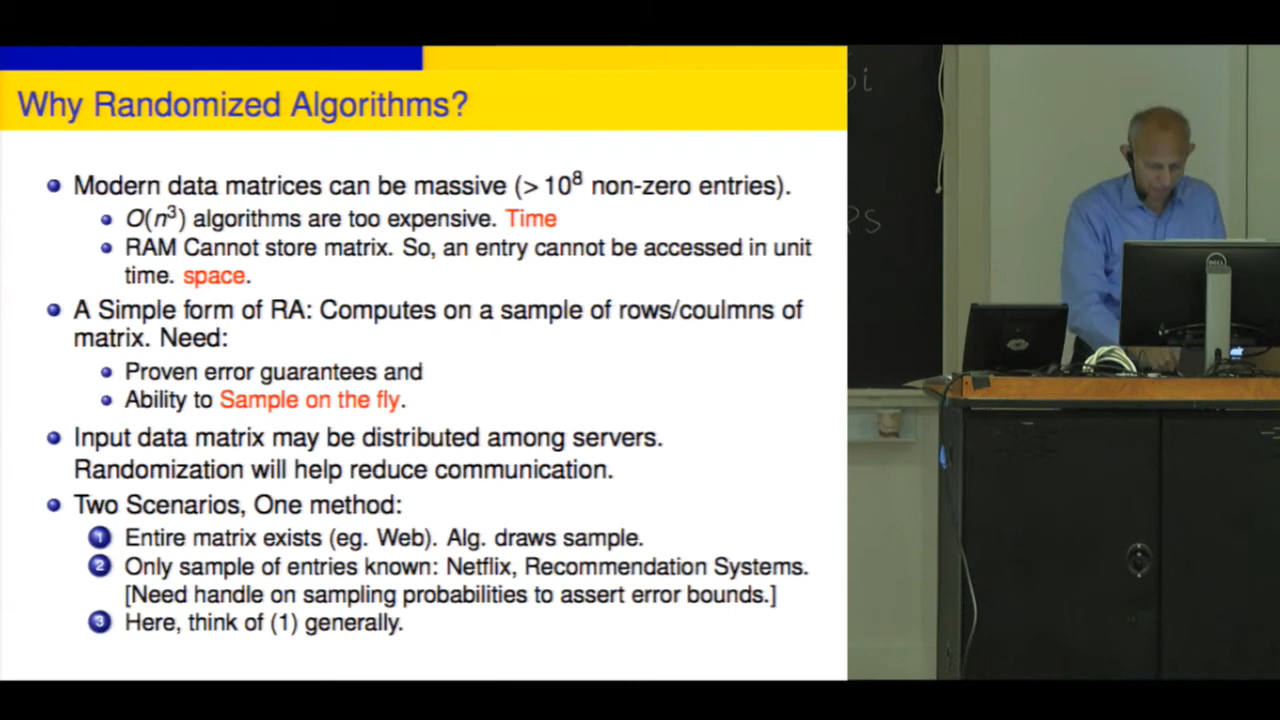 Why Randomized Algorithms?
Modern data matrices can be massive (> 10⁸ non-zero entries).
O(n³) algorithms are too expensive. Time
RAM Cannot store matrix. So, an entry cannot be accessed in unit
time. space.
A Simple form of RA: Computes on a sample of rows/coulmns of
matrix. Need:
Proven error guarantees and
Ability to Sample on the fly.
Input data matrix may be distributed among servers.
Randomization will help reduce communication.
Two Scenarios, One method:
1 Entire matrix exists (eg. Web). Alg. draws sample.
2 Only sample of entries known: Netflix, Recommendation Systems.
[Need handle on sampling probabilities to assert error bounds.]
3 Here, think of (1) generally.
DELL